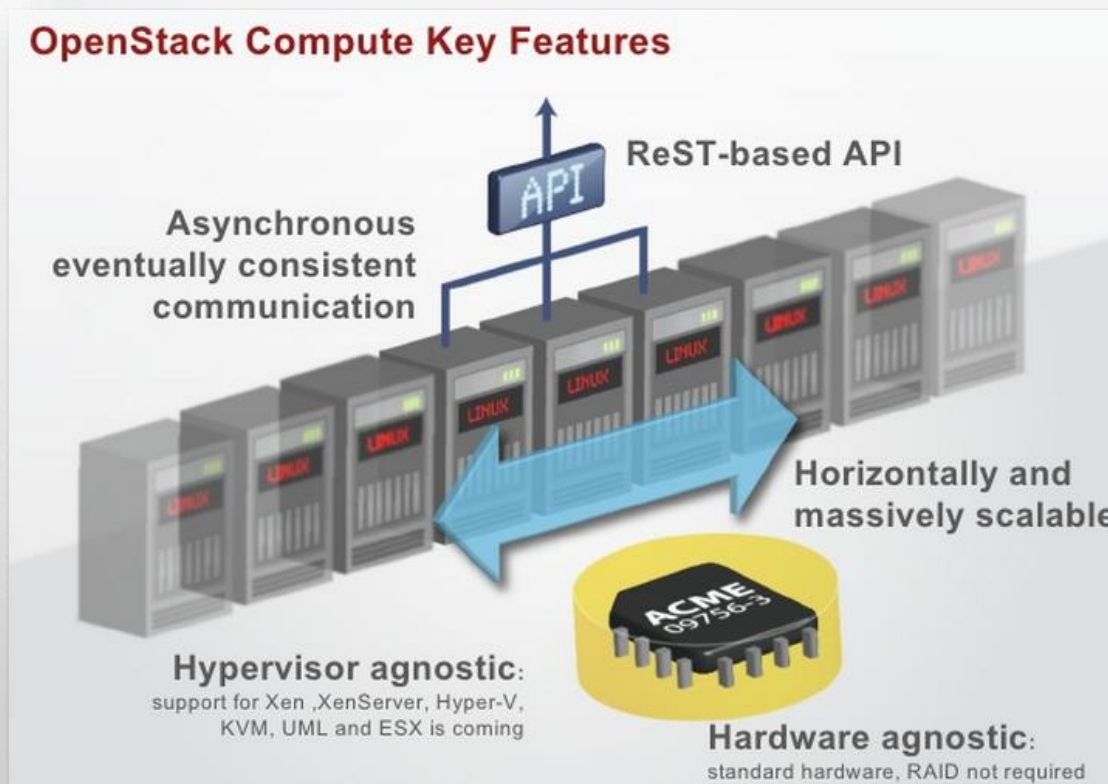 OpenStack Compute Key Features
API
ReST-based API
Asynchronous
eventually consistent
communication
LINUX
LINUX
LINUX
LINUX
LINUX
LINUX
LINUX
LINUX
LINUX
Horizontally and
massively scalable
ACME
09756-3
Hypervisor agnostic:
support for Xen ,XenServer, Hyper-V,
KVM, UML and ESX is coming
Hardware agnostic:
standard hardware, RAID not required